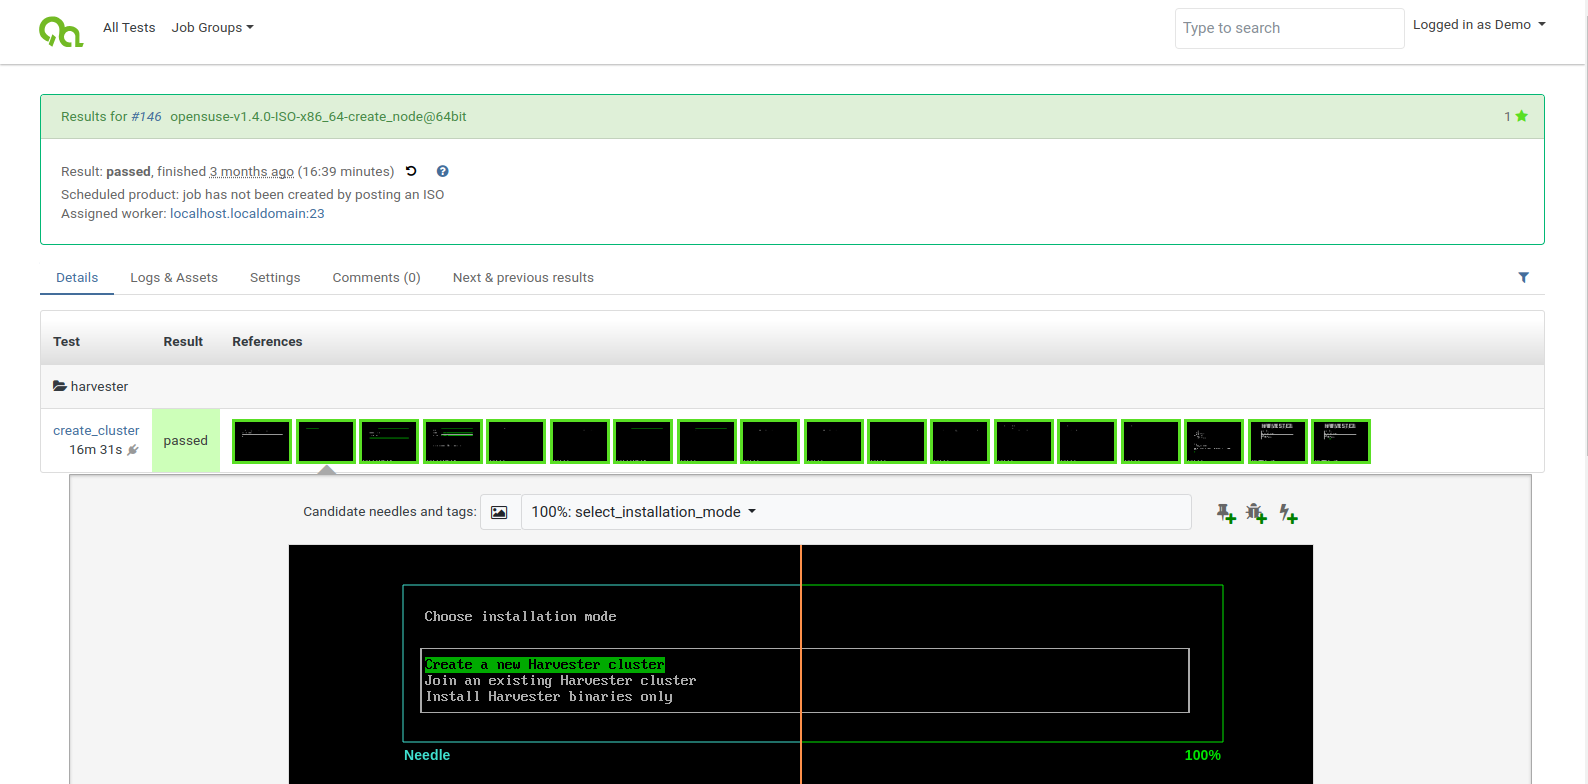 All Tests Job Groups Type to search Logged in as Demo
Results for #146 opensuse-v1.4.0-ISO-x86_64-create_node@64bit 1
Result: passed, finished 3 months ago (16:39 minutes)
Scheduled product: job has not been created by posting an ISO
Assigned worker: localhost.localdomain:23
Details Logs & Assets Settings Comments (0) Next & previous results
Test Result References
harvester
create_cluster
16m 31s
passed
HARVESTER HARVESTER
Candidate needles and tags: 100%: select_installation_mode
Choose installation mode
Create a new Harvester cluster
Join an existing Harvester cluster
Install Harvester binaries only
Needle 100%